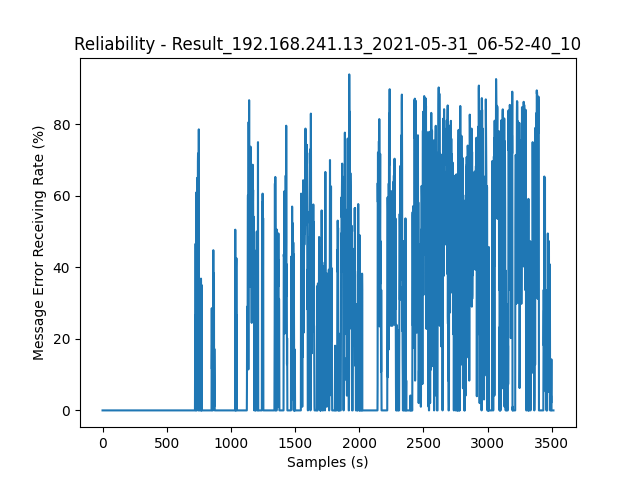 Reliability - Result_192.168.241.13_2021-05-31_06-52-40_10
Message Error Receiving Rate (%)
80
60
40
20
0
0 500 1000 1500 2000 2500 3000 3500
Samples (s)